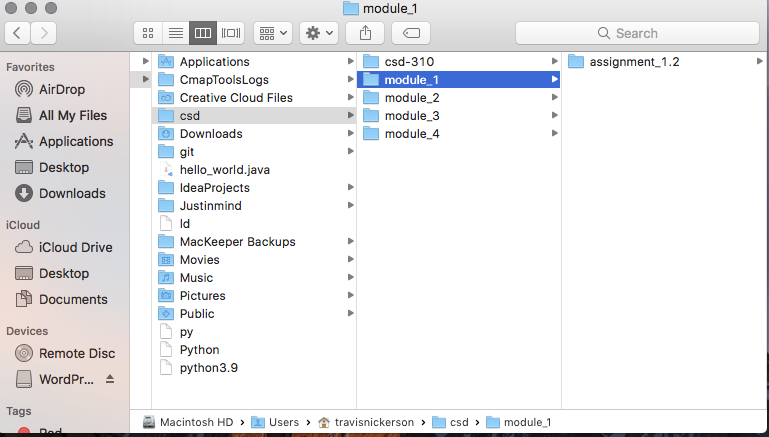 module_1
Search
Favorites
AirDrop
All My Files
Applications
Desktop
Downloads
iCloud
iCloud Drive
Desktop
Documents
Devices
Remote Disc
WordPr...
Tags
Red
Applications
CmapToolsLogs
Creative Cloud Files
csd
Downloads
git
hello_world.java
IdeaProjects
Justinmind
ld
MacKeeper Backups
Movies
Music
Pictures
Public
py
Python
python3.9
csd-310
module_1
module_2
module_3
module_4
assignment_1.2
Macintosh HD > Users > travisnickerson > csd > module_1